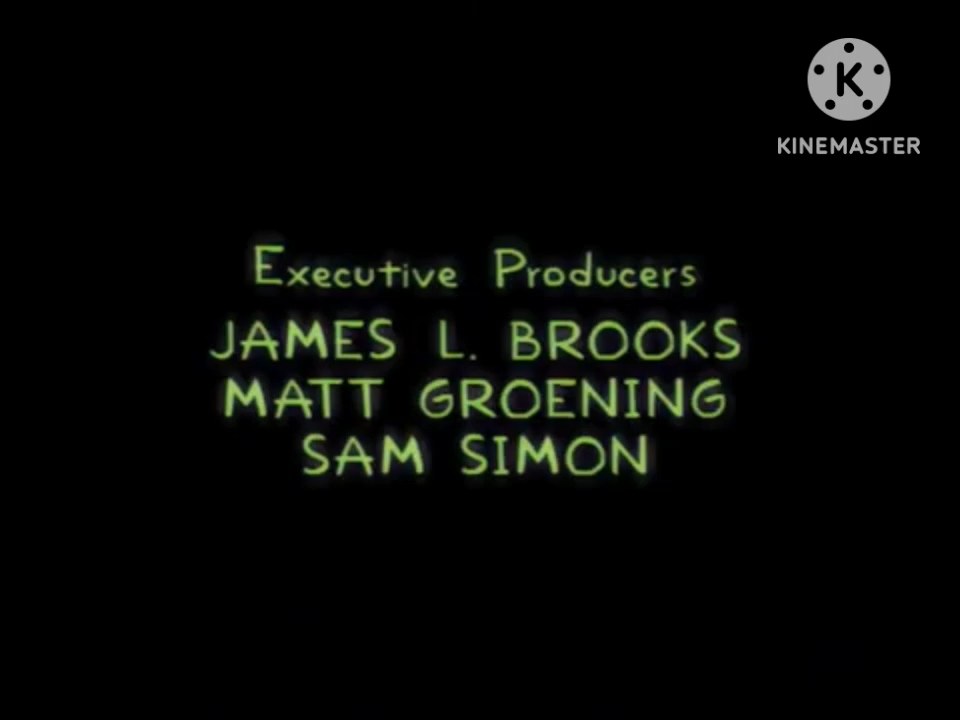 K
KINEMASTER
Executive Producers
JAMES L. BROOKS
MATT GROENING
SAM SIMON